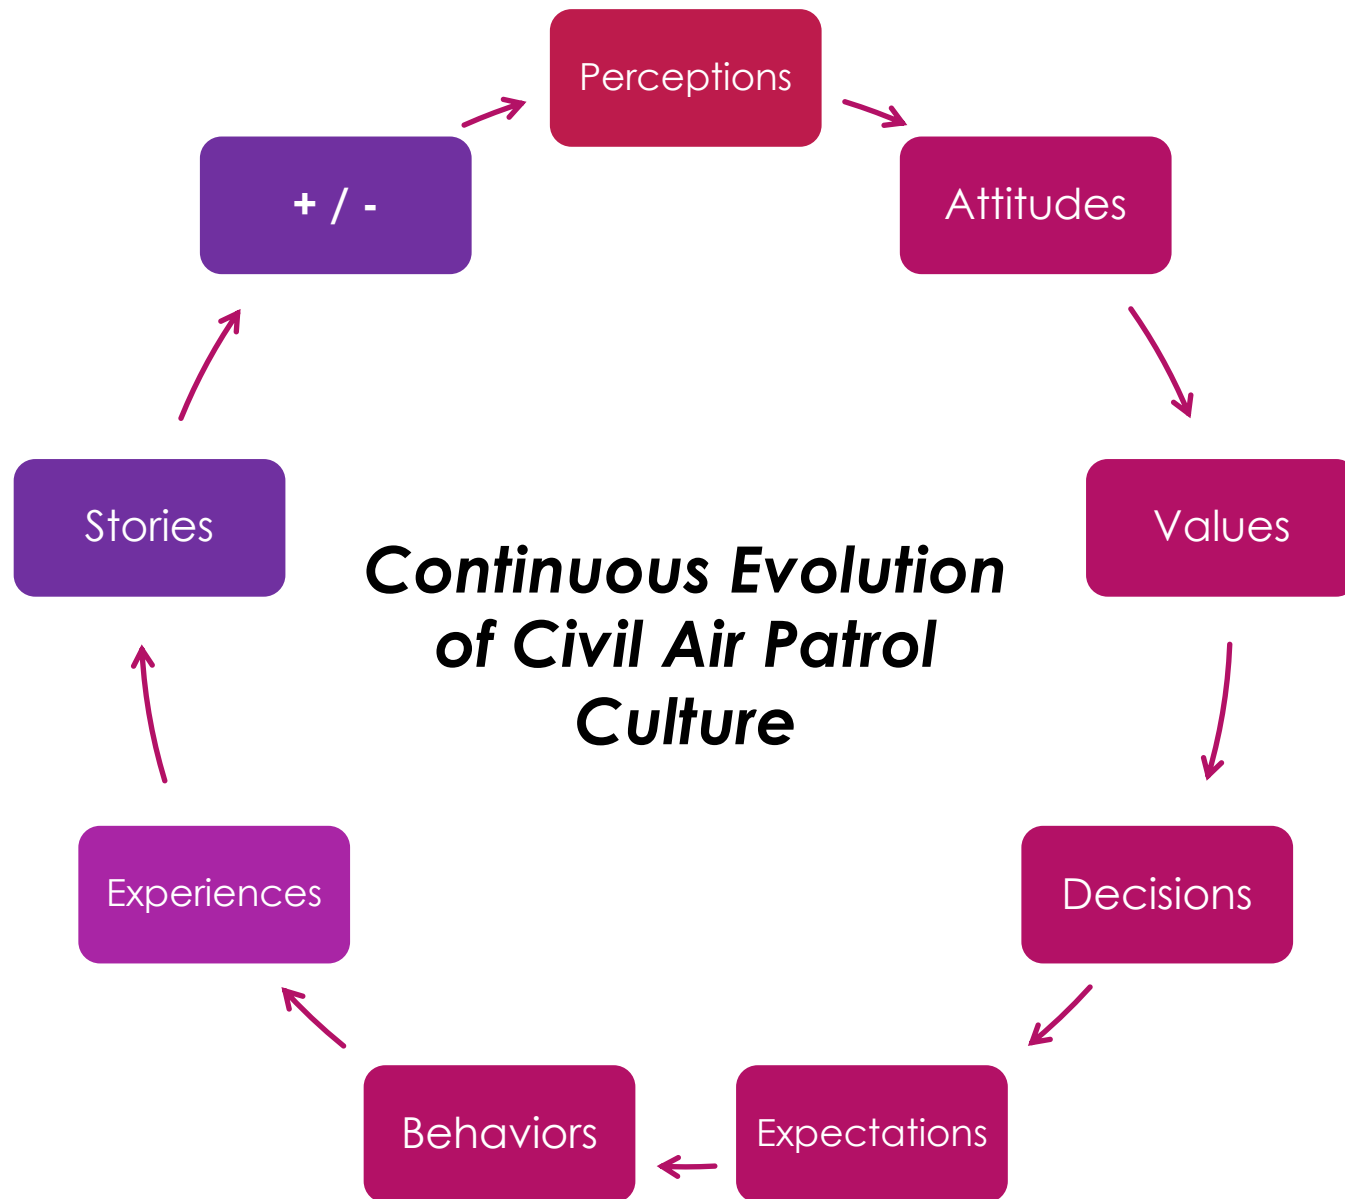 Perceptions
Attitudes
Values
Decisions
Expectations
Behaviors
Experiences
Stories
+ / -
Continuous Evolution
of Civil Air Patrol
Culture